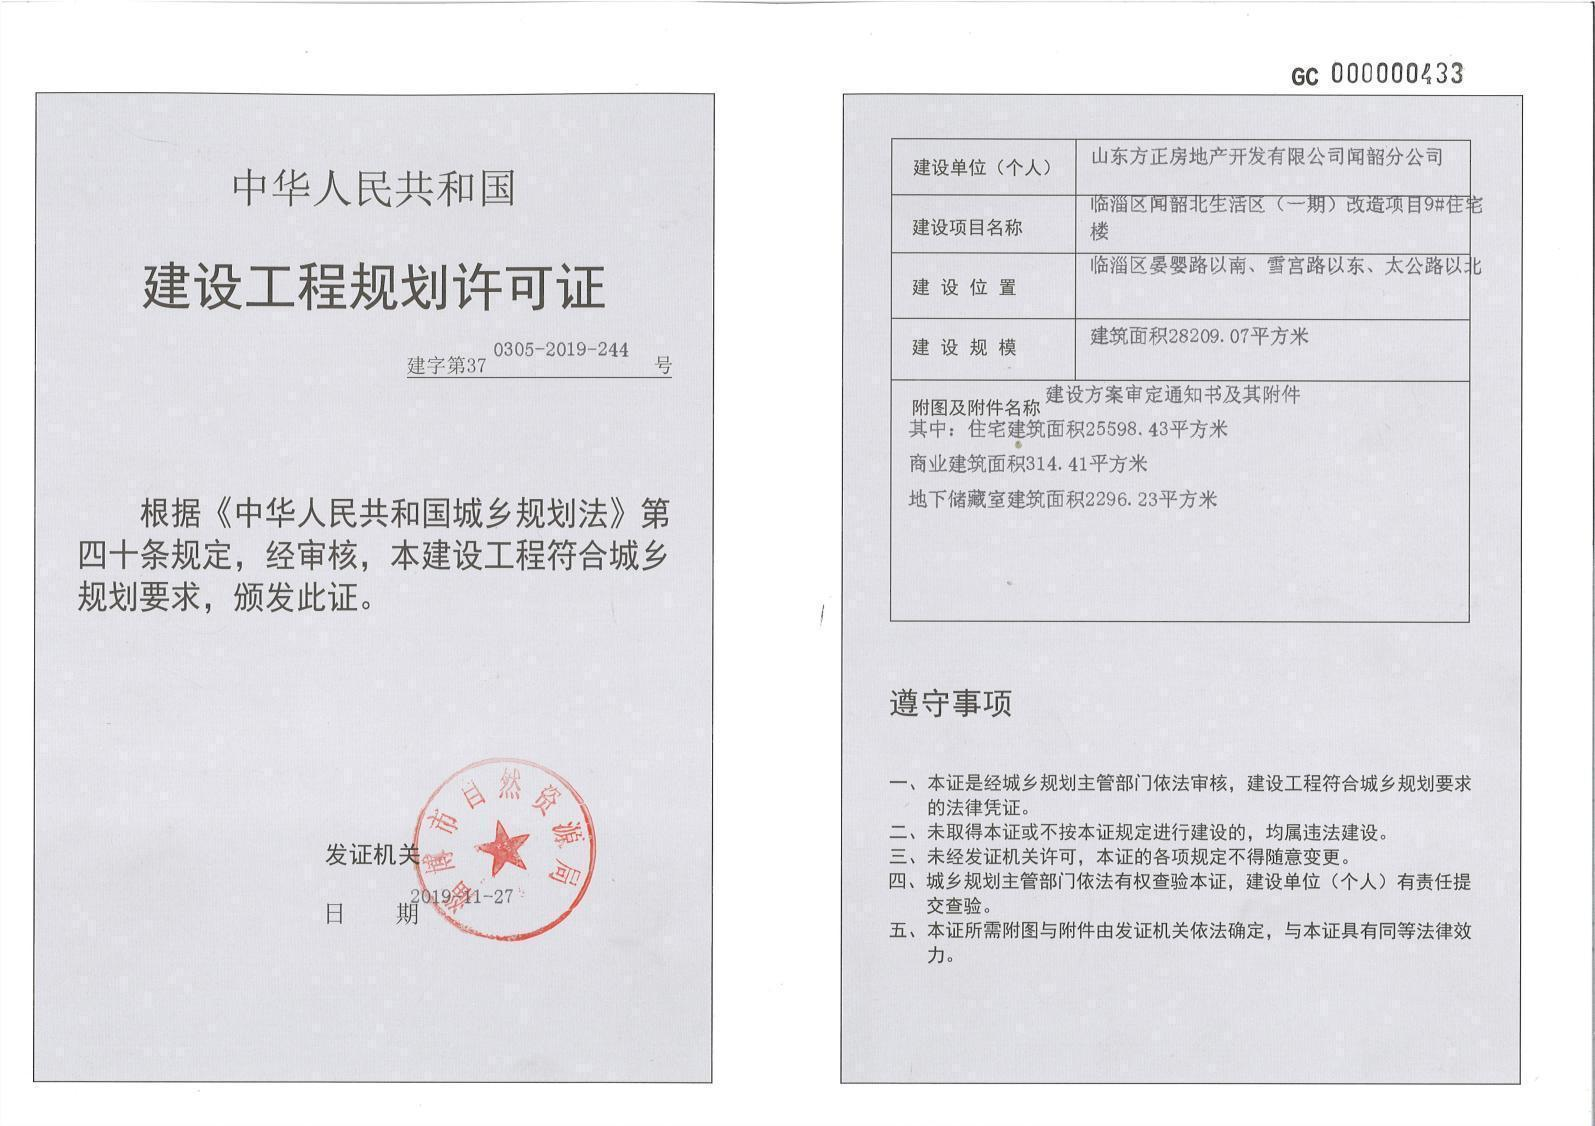 中华人民共和国
建设工程规划许可证
建字第37 0305-2019-244 号
根据《中华人民共和国城乡规划法》第
四十条规定，经审核，本建设工程符合城乡
规划要求，颁发此证。
发证机关
淄博市自然资源局
日 期 2019-11-27
GC 000000433
建设单位（个人） 山东方正房地产开发有限公司闻韶分公司
建设项目名称 临淄区闻韶北生活区（一期）改造项目9#住宅
楼
建设位置 临淄区晏婴路以南、雪宫路以东、太公路以北
建设规模 建筑面积28209.07平方米
附图及附件名称 建设方案审定通知书及其附件
其中：住宅建筑面积25598.43平方米
商业建筑面积314.41平方米
地下储藏室建筑面积2296.23平方米
遵守事项
一、本证是经城乡规划主管部门依法审核，建设工程符合城乡规划要求
的法律凭证。
二、未取得本证或不按本证规定进行建设的，均属违法建设。
三、未经发证机关许可，本证的各项规定不得随意变更。
四、城乡规划主管部门依法有权查验本证，建设单位（个人）有责任提
交查验。
五、本证所需附图与附件由发证机关依法确定，与本证具有同等法律效
力。